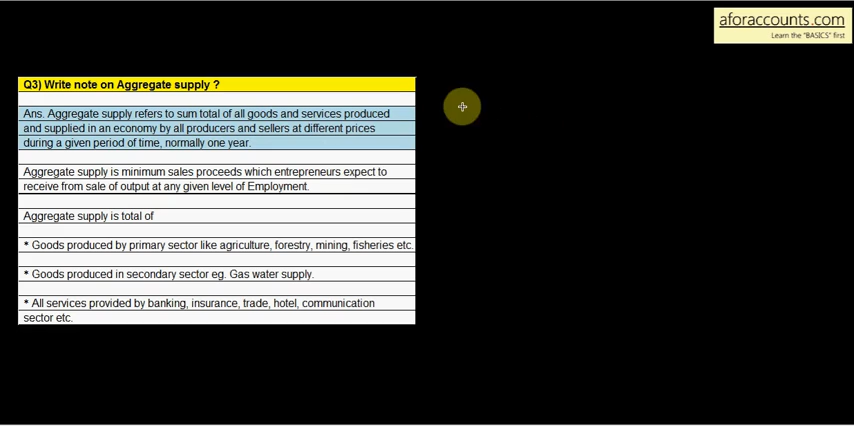 aforaccounts.com
Learn the "BASICS" first
Q3) Write note on Aggregate supply ?
Ans. Aggregate supply refers to sum total of all goods and services produced
and supplied in an economy by all producers and sellers at different prices
during a given period of time, normally one year.
Aggregate supply is minimum sales proceeds which entrepreneurs expect to
receive from sale of output at any given level of Employment.
Aggregate supply is total of
* Goods produced by primary sector like agriculture, forestry, mining, fisheries etc.
* Goods produced in secondary sector eg. Gas water supply.
* All services provided by banking, insurance, trade, hotel, communication
sector etc.